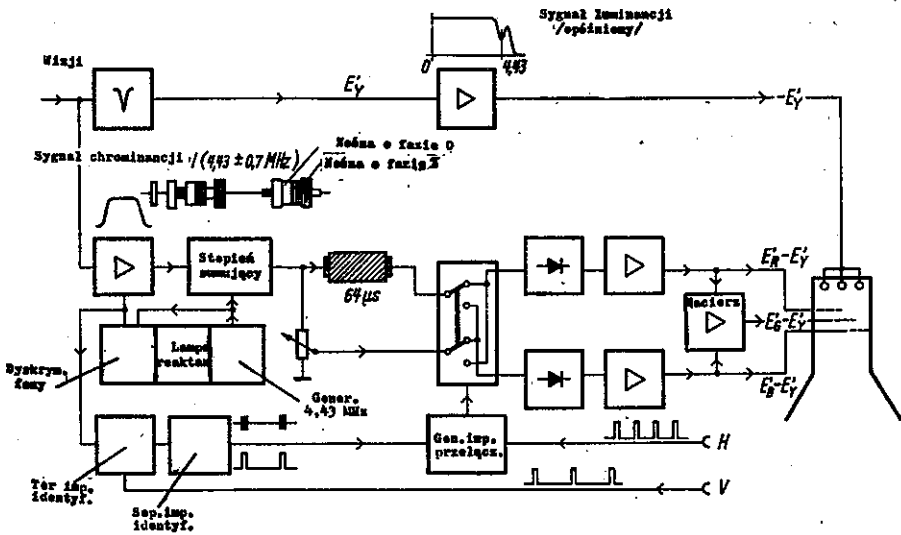 Sygnał luminancji
/opóźniony/
0
4,43
Wizji
E'Y
E'Y
Sygnał chrominancji /(4,43 ± 0,7 MHz)
Nośna o fazie 0
Nośna o fazie
Stopień
sumujący
64 µs
E'R-E'Y
Macierz
E'G-E'Y
E'B-E'Y
Dyskrym.
fazy
Lampa
reaktan.
Gener.
4,43 MHz
Gen.imp.
przełącz.
H
V
Tor imp.
identyf.
Sep.imp.
identyf.